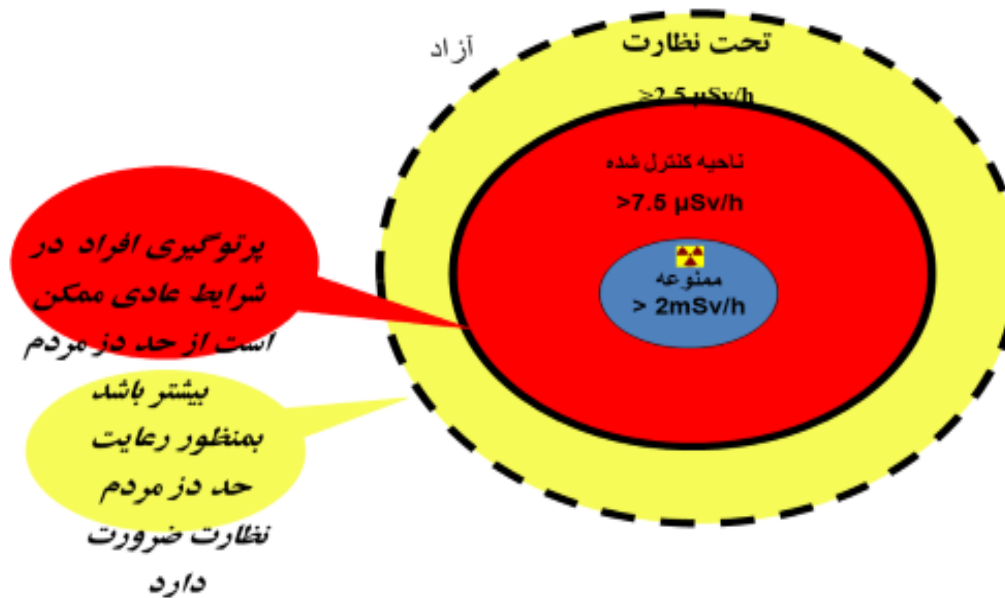 آزاد
تحت نظارت
>2.5 µSv/h
ناحیه کنترل شده
>7.5 µSv/h
ممنوعه
> 2mSv/h
پرتوگیری افراد در
شرایط عادی ممکن
است از حد دز مردم
بیشتر باشد
بمنظور رعایت
حد دز مردم
نظارت ضرورت
دارد